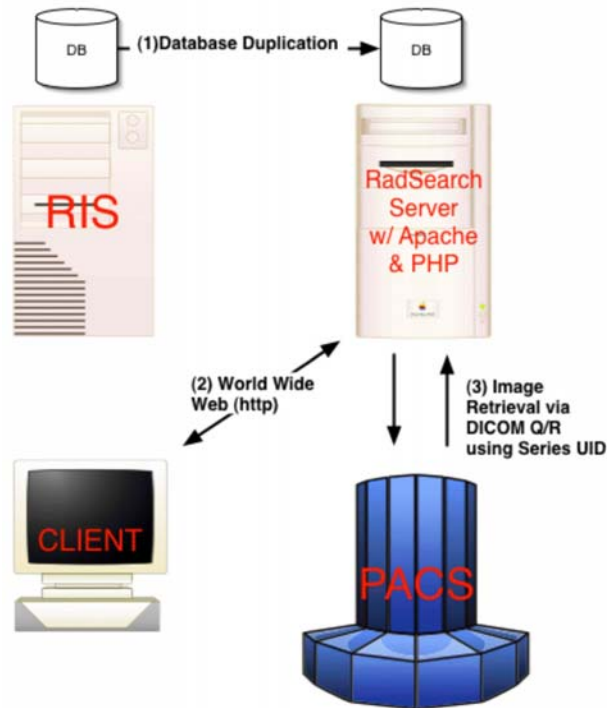 DB
(1)Database Duplication
DB
RIS
RadSearch
Server
w/ Apache
& PHP
(2) World Wide
Web (http)
(3) Image
Retrieval via
DICOM Q/R
using Series UID
CLIENT
PACS